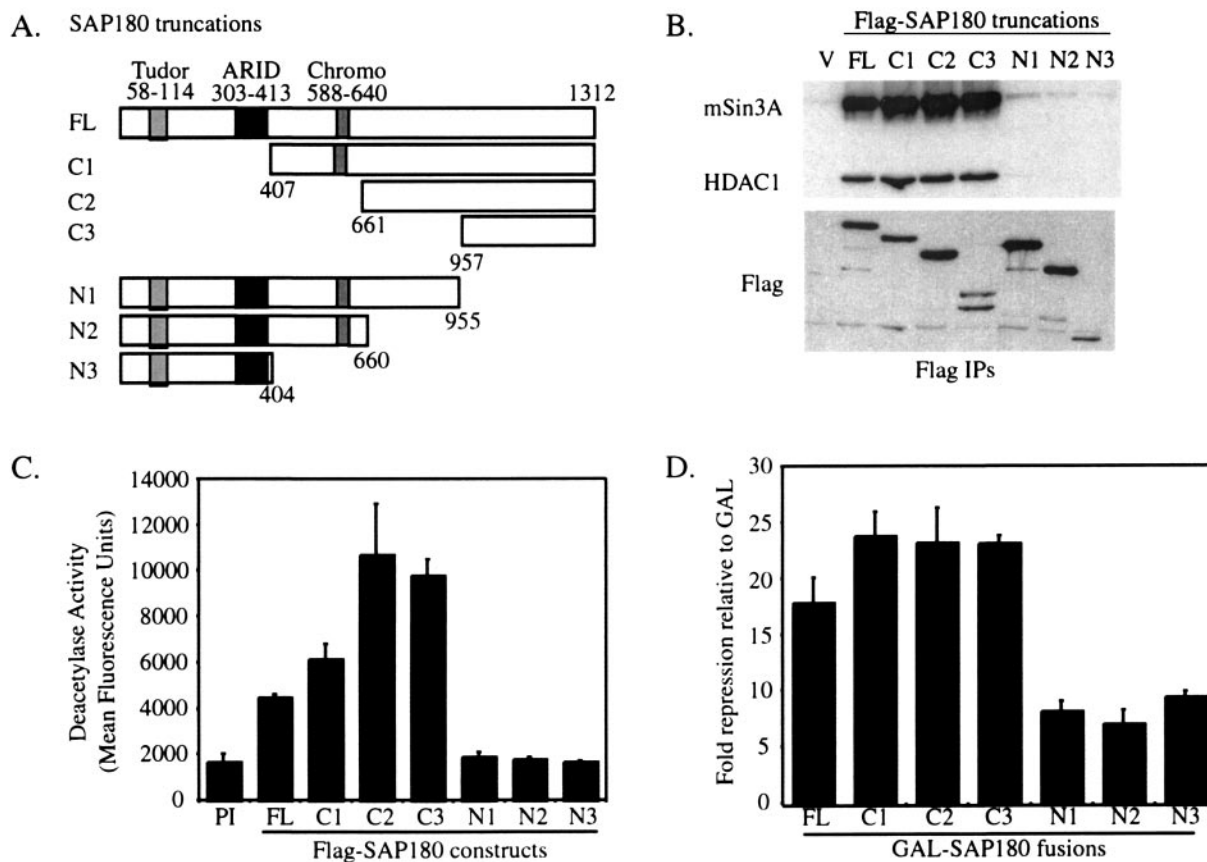 A. SAP180 truncations
Tudor ARID Chromo
58-114 303-413 588-640 1312
FL
C1
407
C2
661
C3
957
N1
955
N2
660
N3
404
B. Flag-SAP180 truncations
V FL C1 C2 C3 N1 N2 N3
mSin3A
HDAC1
Flag
Flag IPs
C.
Deacetylase Activity
(Mean Fluorescence Units)
14000
12000
10000
8000
6000
4000
2000
0
PI FL C1 C2 C3 N1 N2 N3
Flag-SAP180 constructs
D.
Fold repression relative to GAL
30
25
20
15
10
5
0
FL C1 C2 C3 N1 N2 N3
GAL-SAP180 fusions